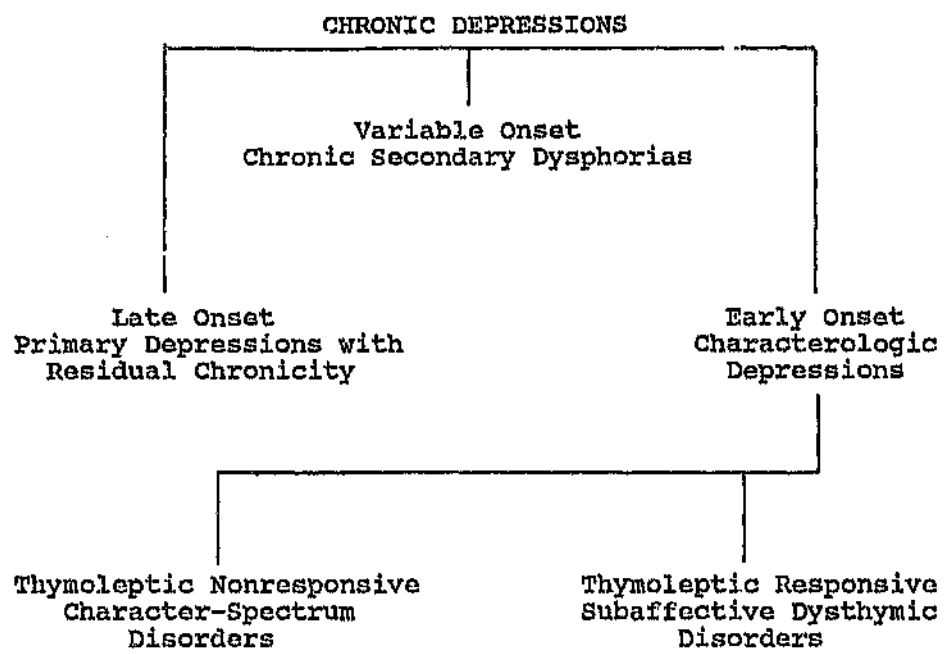 CHRONIC DEPRESSIONS
Variable Onset
Chronic Secondary Dysphorias
Late Onset
Primary Depressions with
Residual Chronicity
Early Onset
Characterologic
Depressions
Thymoleptic Nonresponsive
Character-Spectrum
Disorders
Thymoleptic Responsive
Subaffective Dysthymic
Disorders